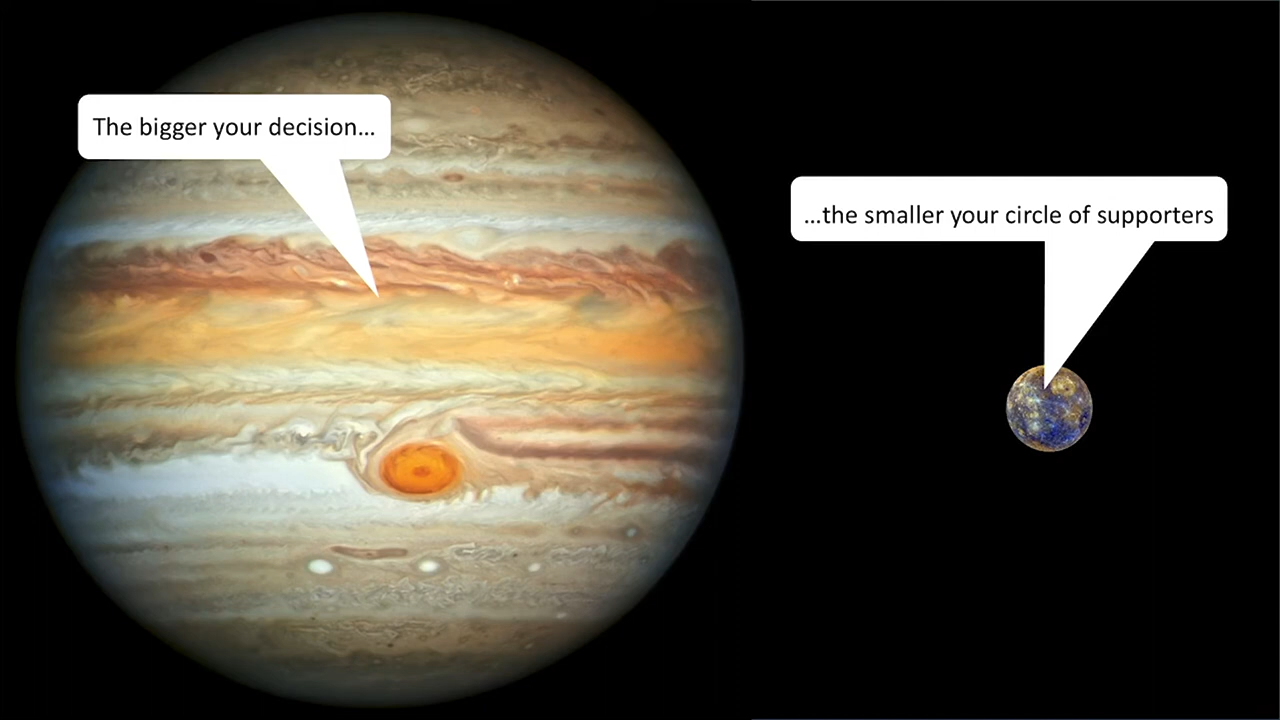 The bigger your decision...
...the smaller your circle of supporters